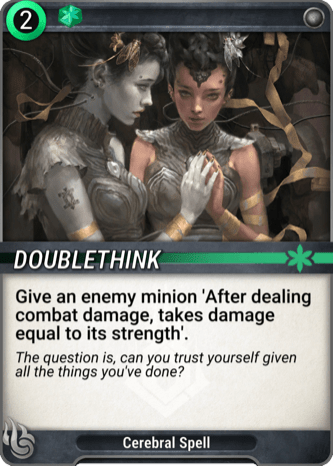 2
DOUBLETHINK
Give an enemy minion 'After dealing
combat damage, takes damage
equal to its strength'.
The question is, can you trust yourself given
all the things you've done?
Cerebral Spell